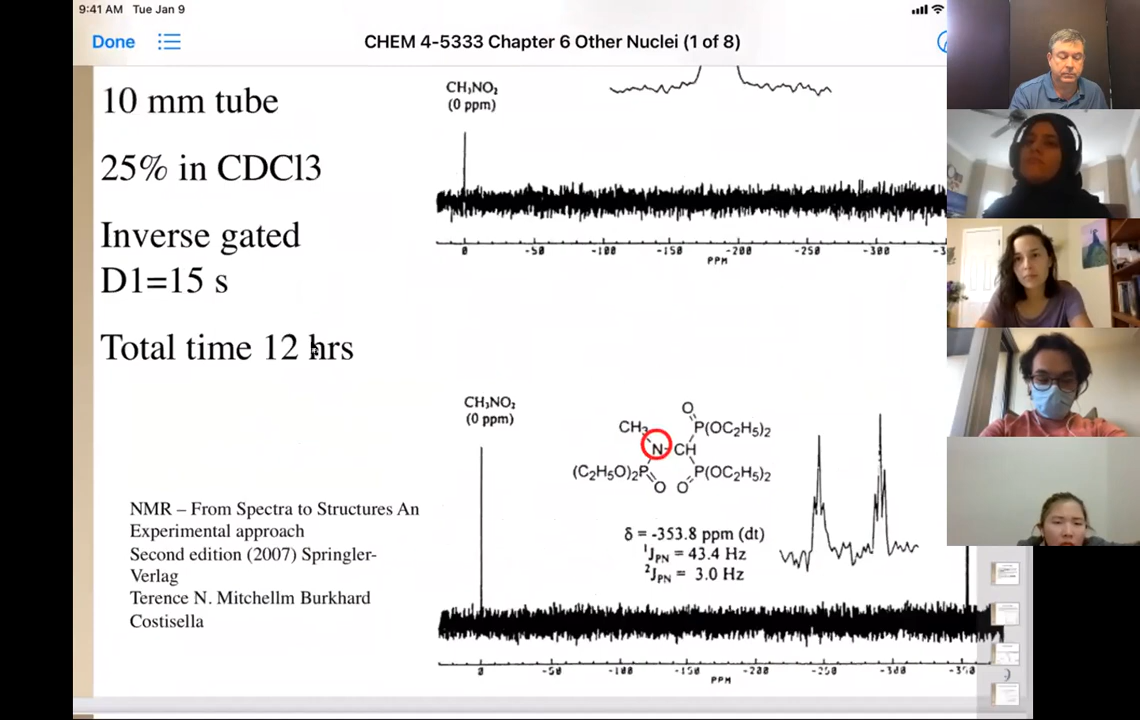 9:41 AM Tue Jan 9
Done
CHEM 4-5333 Chapter 6 Other Nuclei (1 of 8)
10 mm tube
25% in CDCl3
Inverse gated
D1=15 s
Total time 12 hrs
NMR – From Spectra to Structures An
Experimental approach
Second edition (2007) Springler-
Verlag
Terence N. Mitchellm Burkhard
Costisella
CH₃NO₂
(0 ppm)
0 -50 -100 -150 -200 -250 -300 -3
PPM
CH₃NO₂
(0 ppm)
O
CH₃ P(OC2H5)2
N-CH
(C2H5O)2P P(OC2H5)2
O O
δ = -353.8 ppm (dt)
¹JPN = 43.4 Hz
²JPN = 3.0 Hz
0 -50 -100 -150 -200 -250 -300 -350
PPM